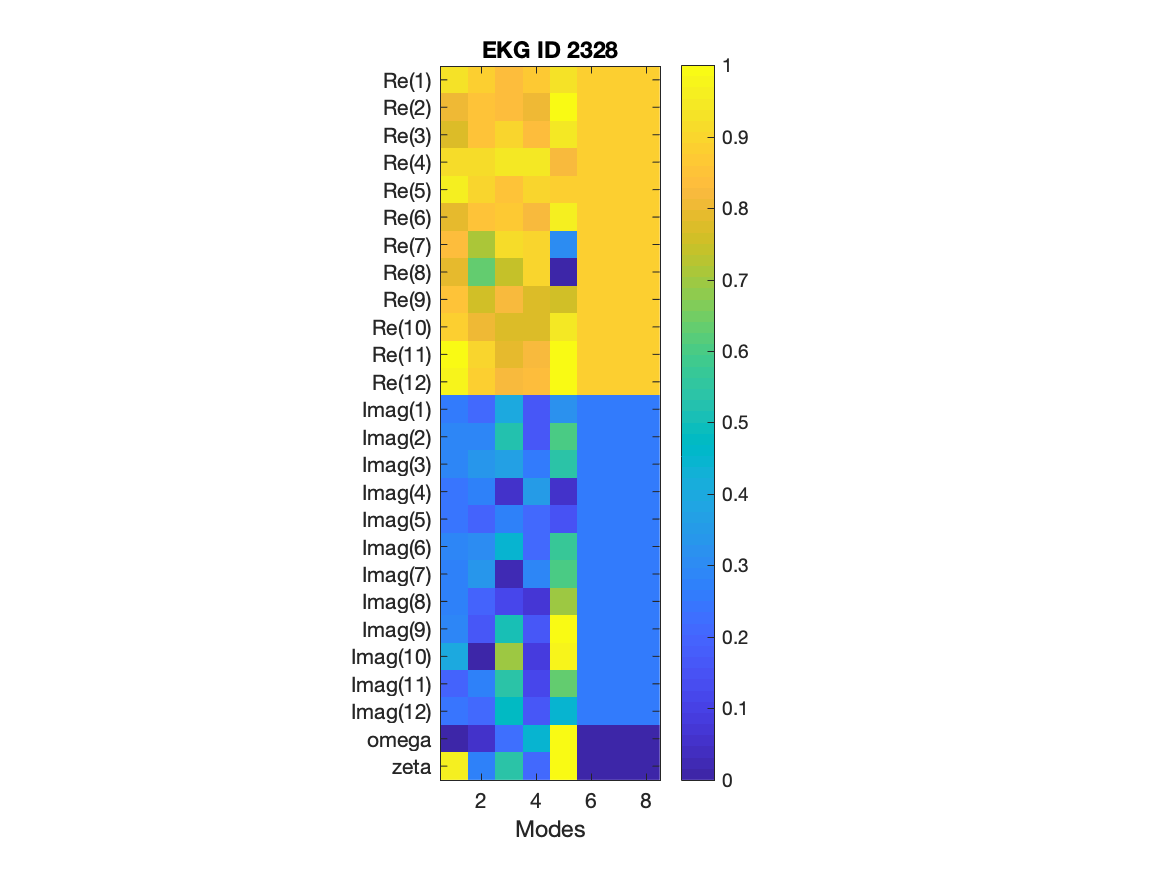 EKG ID 2328
Re(1)
Re(2)
Re(3)
Re(4)
Re(5)
Re(6)
Re(7)
Re(8)
Re(9)
Re(10)
Re(11)
Re(12)
Imag(1)
Imag(2)
Imag(3)
Imag(4)
Imag(5)
Imag(6)
Imag(7)
Imag(8)
Imag(9)
Imag(10)
Imag(11)
Imag(12)
omega
zeta
2 4 6 8
Modes
1
0.9
0.8
0.7
0.6
0.5
0.4
0.3
0.2
0.1
0